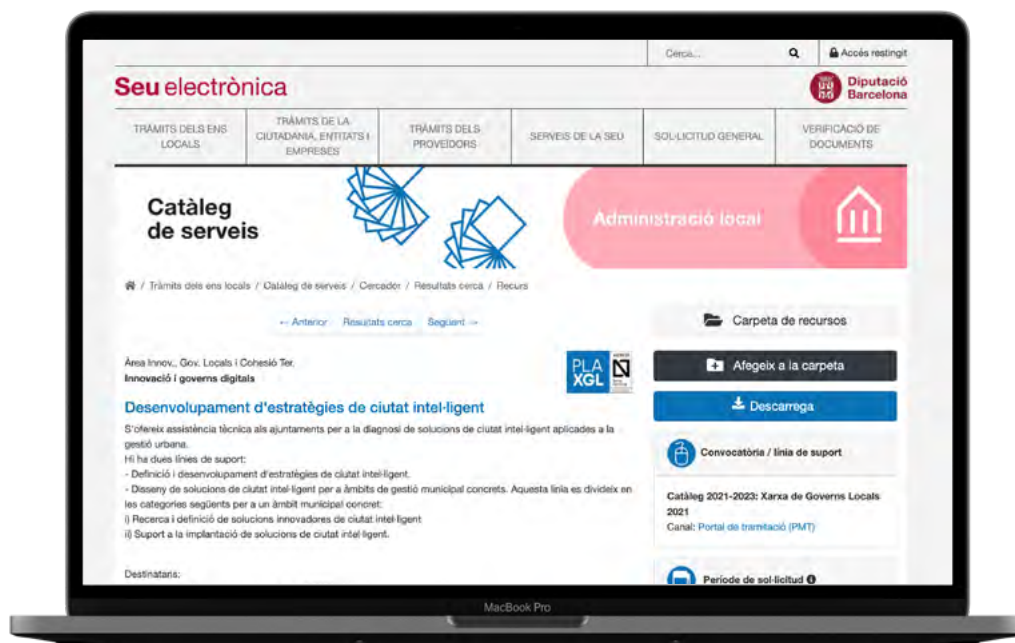 Cerca...
Accés restringit
Seu electrònica
Diputació
Barcelona
TRÀMITS DELS ENS
LOCALS
TRÀMITS DE LA
CIUTADANIA, ENTITATS I
EMPRESES
TRÀMITS DELS
PROVEÏDORS
SERVEIS DE LA SEU
SOL·LICITUD GENERAL
VERIFICACIÓ DE
DOCUMENTS
Catàleg
de serveis
Administració local
/ Tràmits dels ens locals / Catàleg de serveis / Cercador / Resultats cerca / Recurs
← Anterior Resultats cerca Següent →
Carpeta de recursos
Àrea Innov., Gov. Locals i Cohesió Ter.
Innovació i governs digitals
PLA
XGL
N
Afegeix a la carpeta
Descarrega
Desenvolupament d'estratègies de ciutat intel·ligent
S'ofereix assistència tècnica als ajuntaments per a la diagnosi de solucions de ciutat intel·ligent aplicades a la
gestió urbana.
Hi ha dues línies de suport:
- Definició i desenvolupament d'estratègies de ciutat intel·ligent.
- Disseny de solucions de ciutat intel·ligent per a àmbits de gestió municipal concrets. Aquesta línia es divideix en
les categories següents per a un àmbit municipal concret:
i) Recerca i definició de solucions innovadores de ciutat intel·ligent
ii) Suport a la implantació de solucions de ciutat intel·ligent.
Destinataris:
Convocatòria / línia de suport
Catàleg 2021-2023: Xarxa de Governs Locals
2021
Canal: Portal de tramitació (PMT)
Període de sol·licitud
MacBook Pro